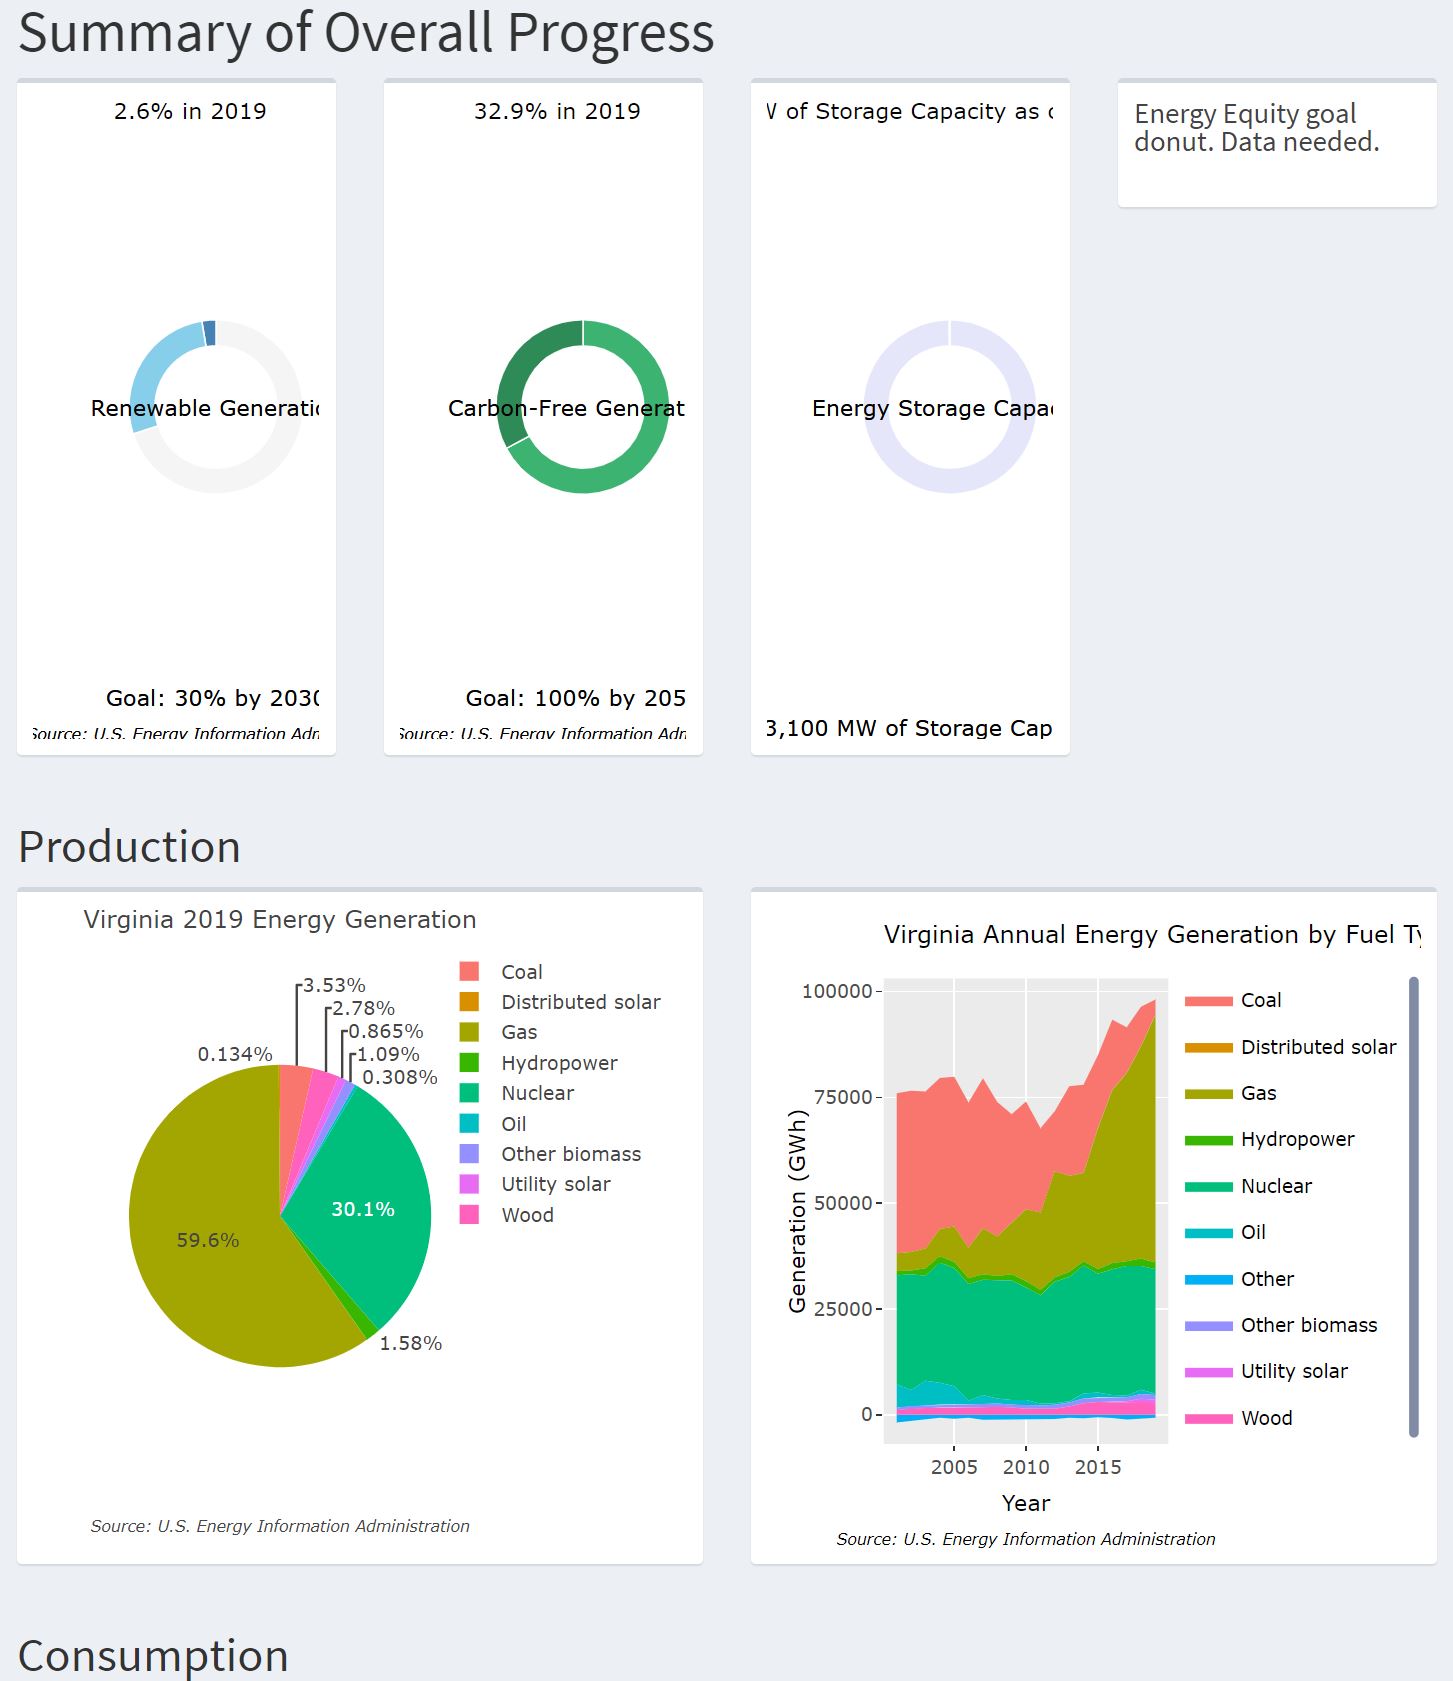 Summary of Overall Progress
2.6% in 2019
Renewable Generatic
Goal: 30% by 2030
Source: U.S. Energy Information Adn
32.9% in 2019
Carbon-Free Generat
Goal: 100% by 205
Source: U.S. Energy Information Adn
of Storage Capacity as
Energy Storage Capa
3,100 MW of Storage Cap
Energy Equity goal
donut. Data needed.
Production
Virginia 2019 Energy Generation
3.53%
2.78%
0.865%
0.134%
1.09%
0.308%
30.1%
59.6%
1.58%
Coal
Distributed solar
Gas
Hydropower
Nuclear
Oil
Other biomass
Utility solar
Wood
Source: U.S. Energy Information Administration
Virginia Annual Energy Generation by Fuel Ty
Generation (GWh)
100000
75000
50000
25000
0
2005 2010 2015
Year
Coal
Distributed solar
Gas
Hydropower
Nuclear
Oil
Other
Other biomass
Utility solar
Wood
Source: U.S. Energy Information Administration
Consumption